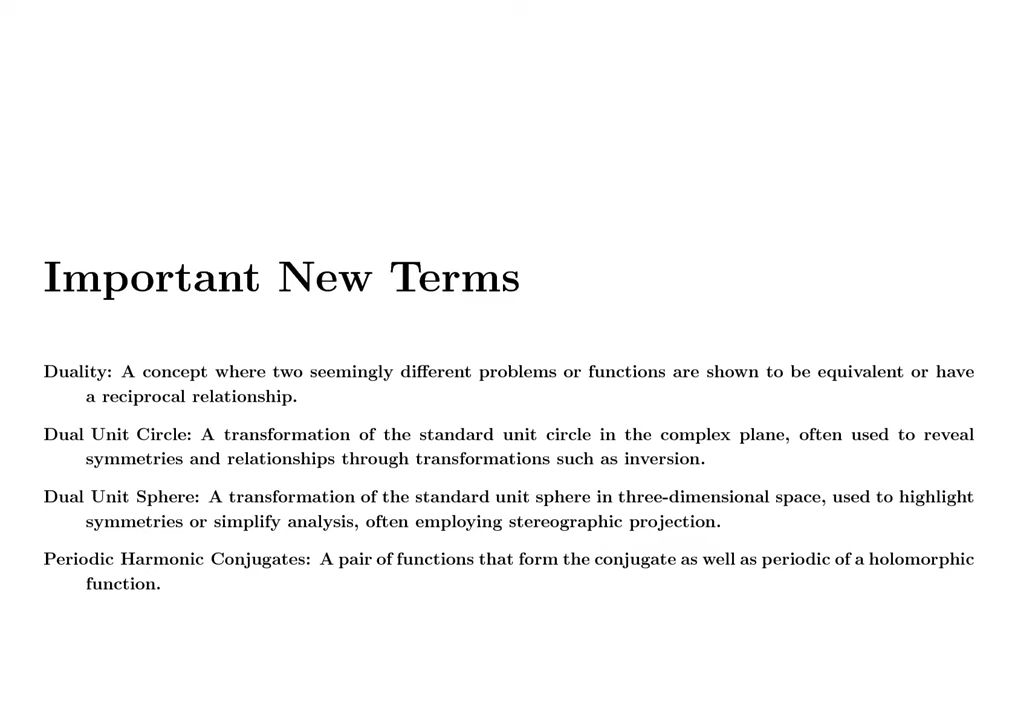 Important New Terms
Duality: A concept where two seemingly different problems or functions are shown to be equivalent or have
a reciprocal relationship.
Dual Unit Circle: A transformation of the standard unit circle in the complex plane, often used to reveal
symmetries and relationships through transformations such as inversion.
Dual Unit Sphere: A transformation of the standard unit sphere in three-dimensional space, used to highlight
symmetries or simplify analysis, often employing stereographic projection.
Periodic Harmonic Conjugates: A pair of functions that form the conjugate as well as periodic of a holomorphic
function.